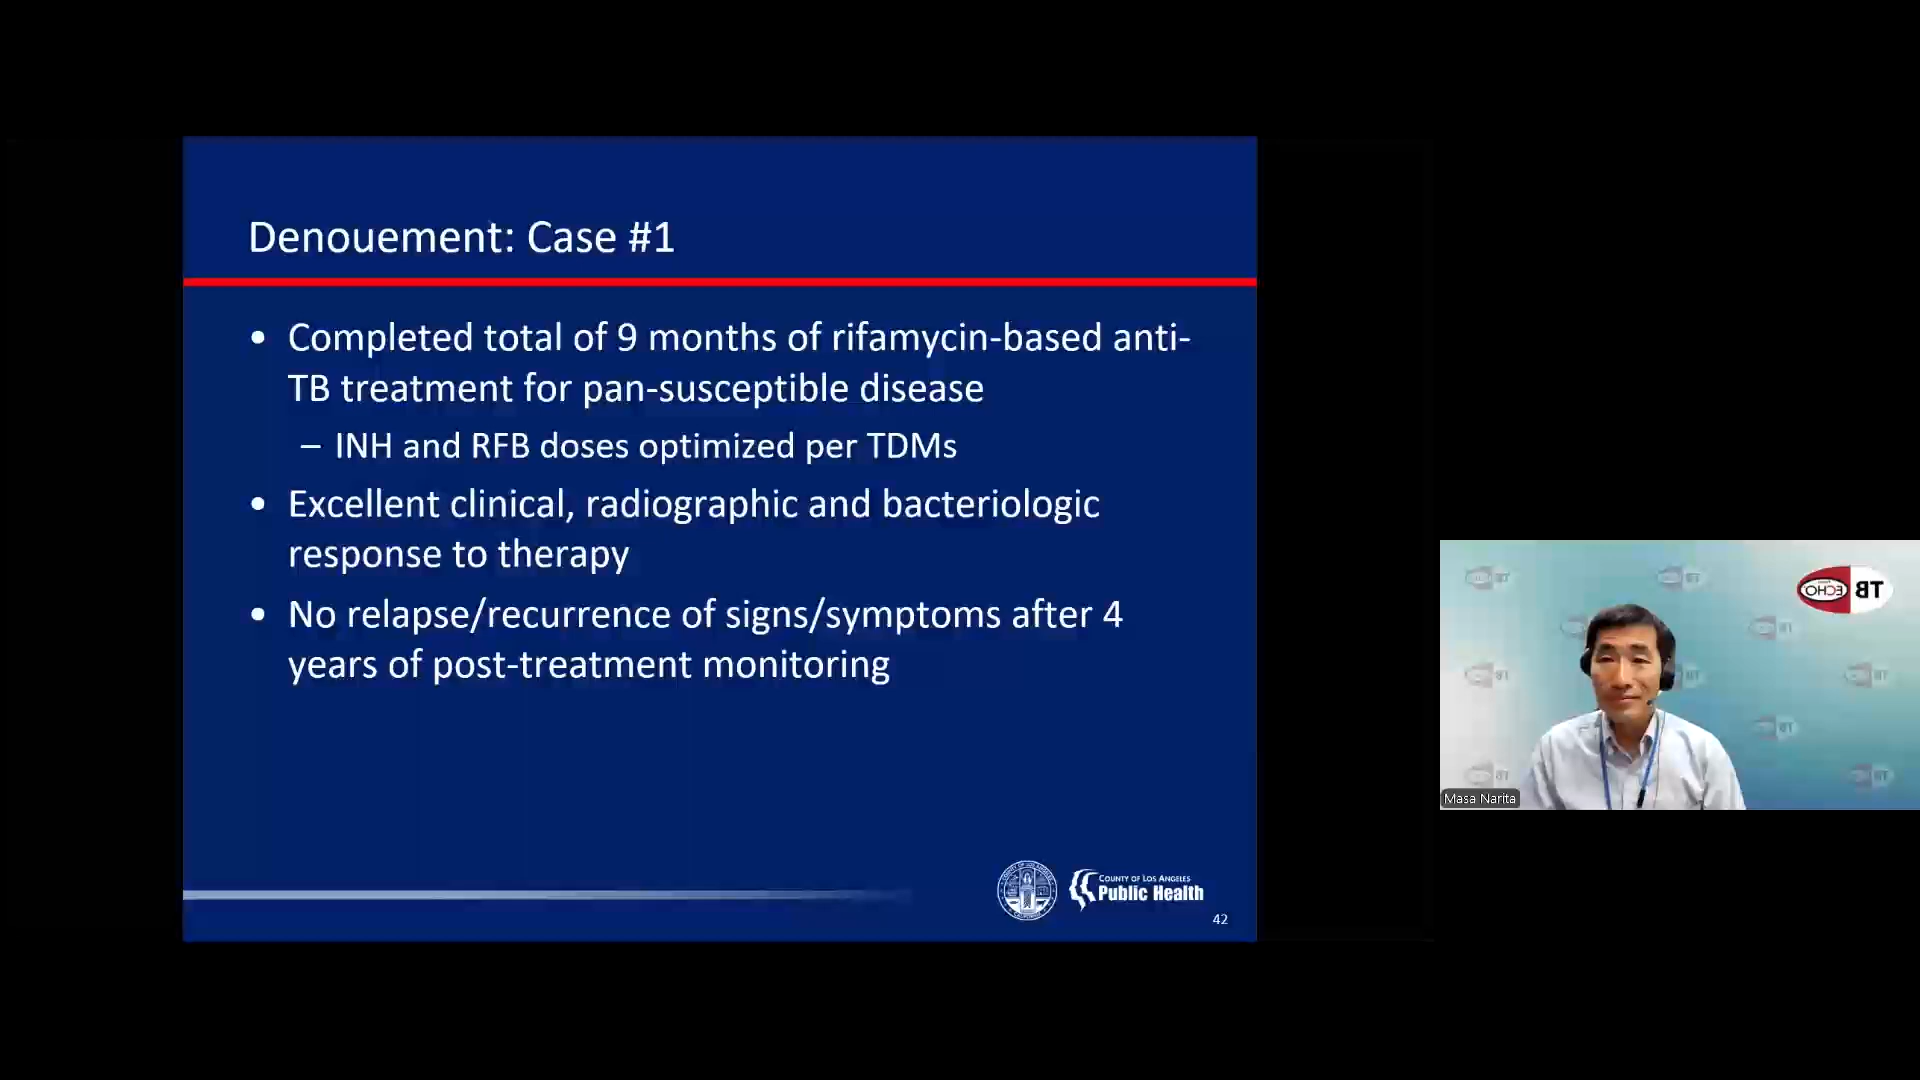 Denouement: Case #1
• Completed total of 9 months of rifamycin-based anti-
TB treatment for pan-susceptible disease
– INH and RFB doses optimized per TDMs
• Excellent clinical, radiographic and bacteriologic
response to therapy
• No relapse/recurrence of signs/symptoms after 4
years of post-treatment monitoring
COUNTY OF LOS ANGELES
Public Health
42
TB ECHO
Masa Narita